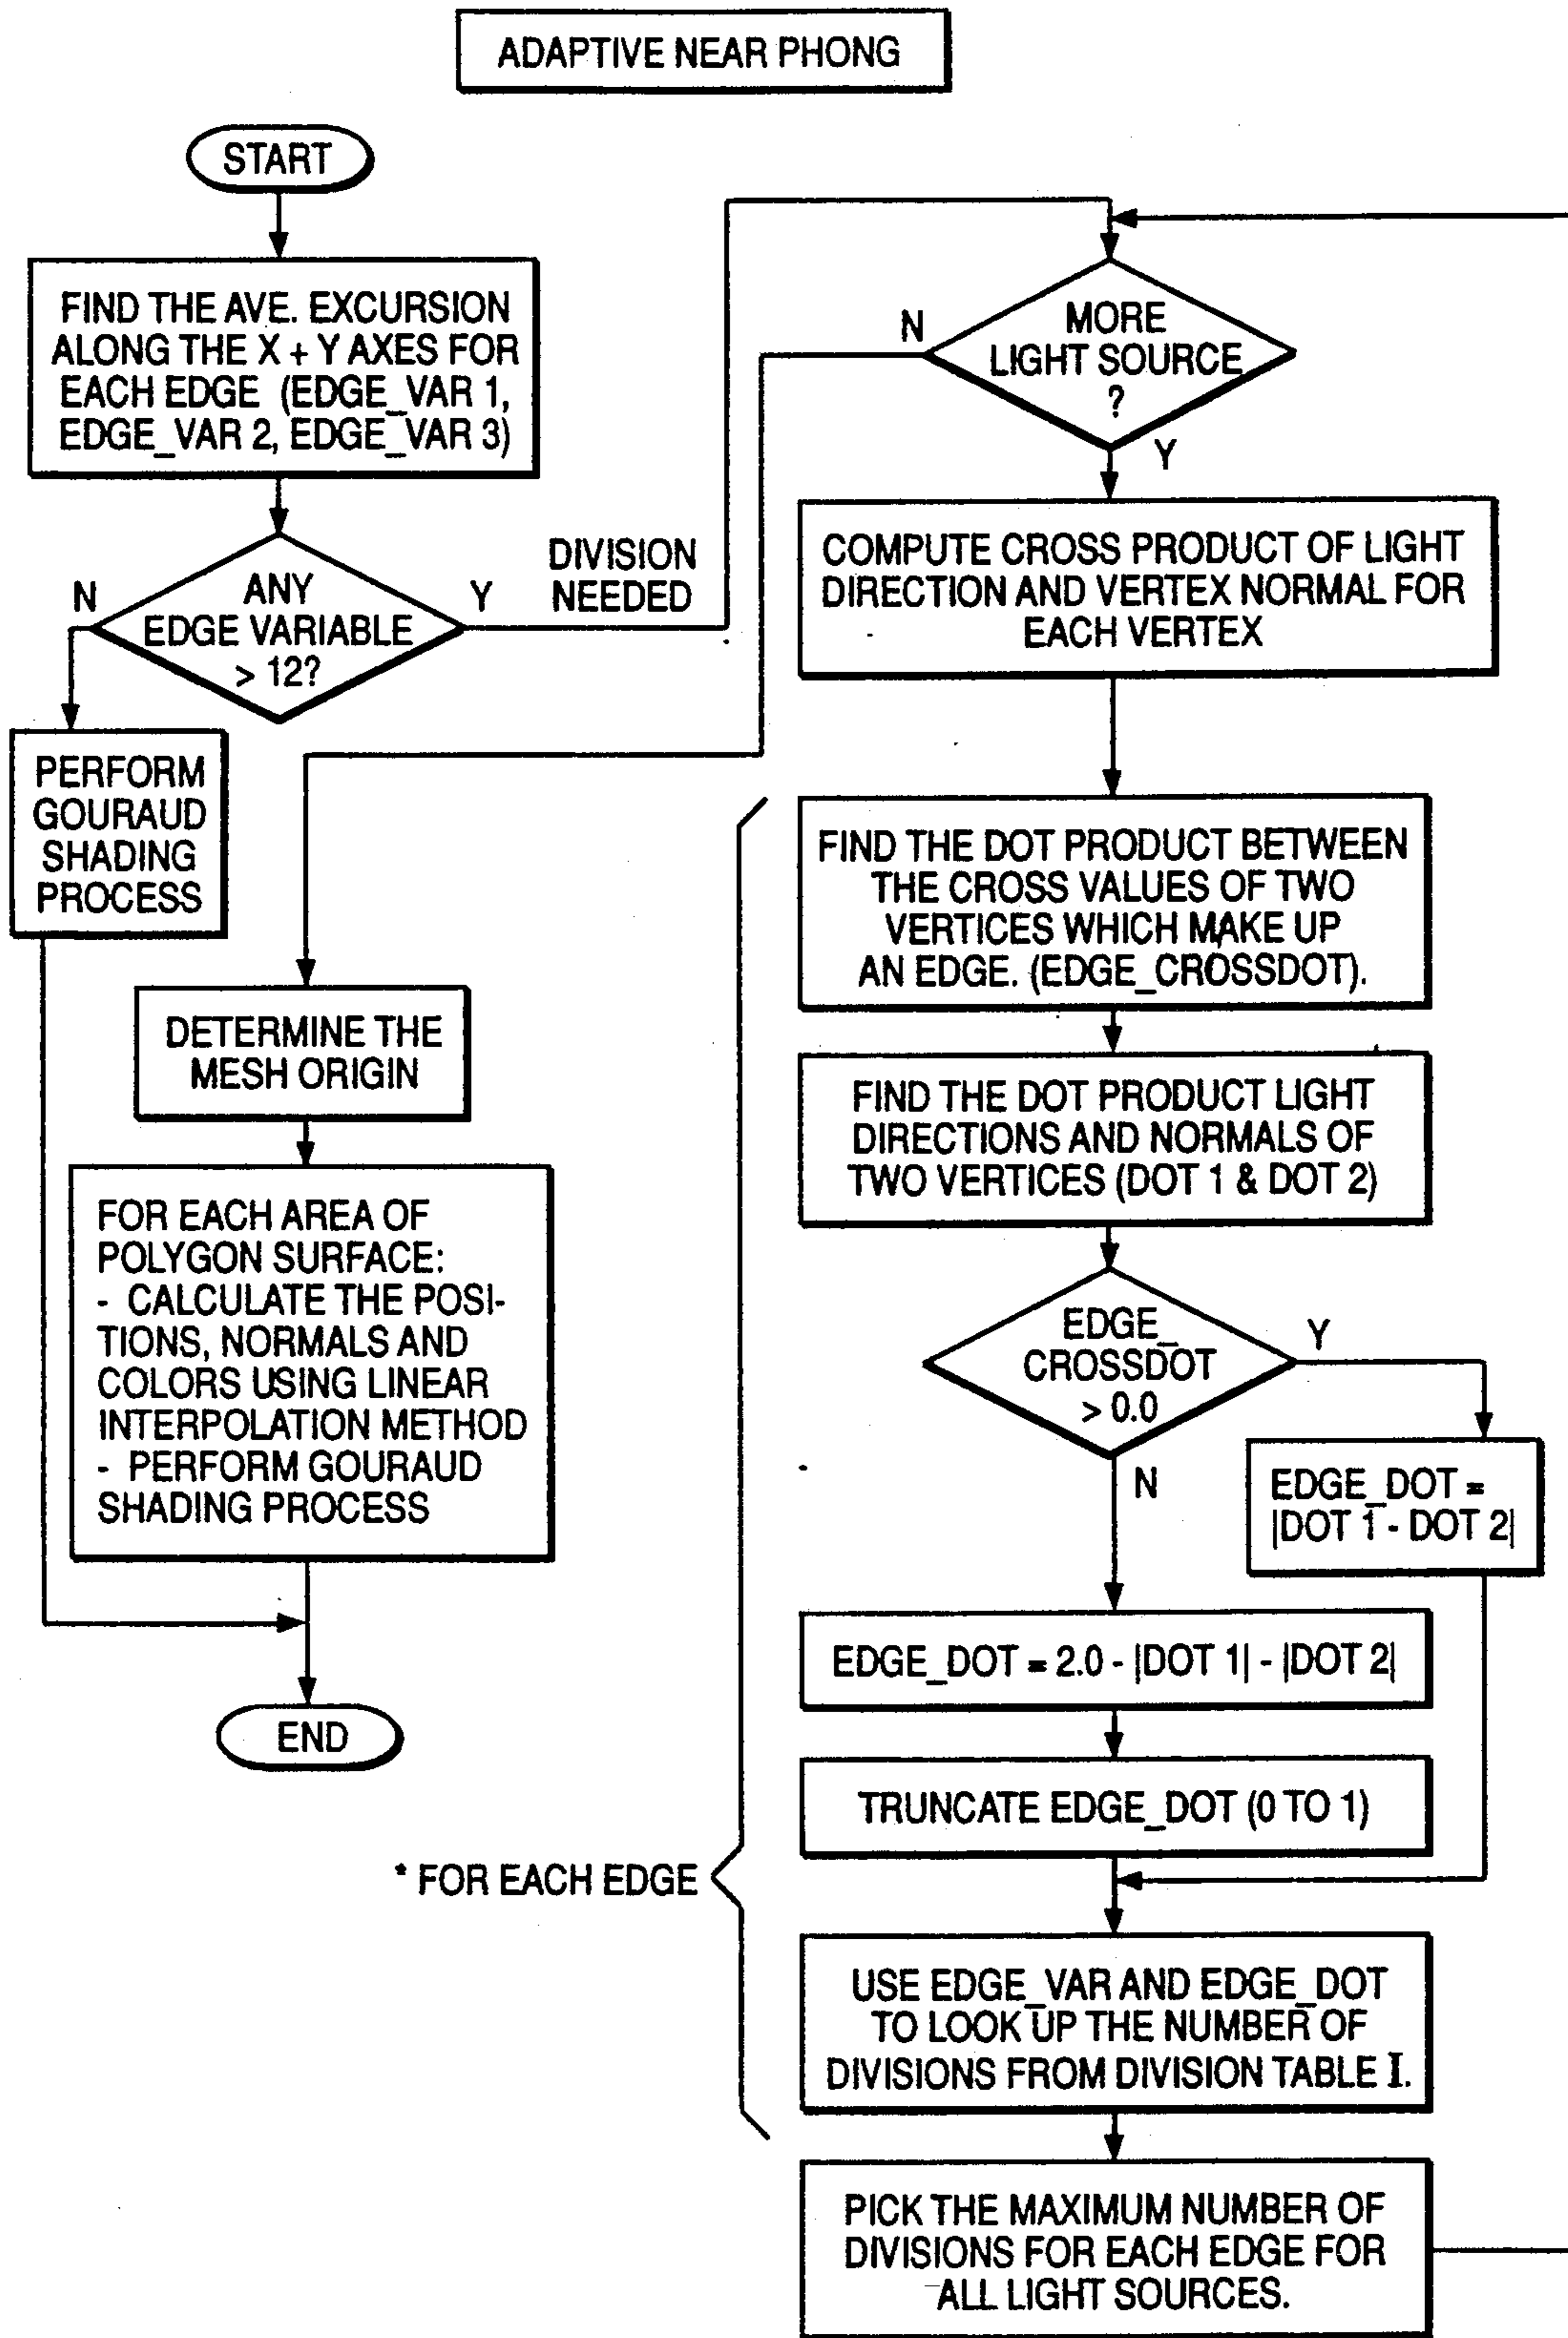 ADAPTIVE NEAR PHONG
START
FIND THE AVE. EXCURSION
ALONG THE X + Y AXES FOR
EACH EDGE (EDGE_VAR 1,
EDGE_VAR 2, EDGE_VAR 3)
ANY
EDGE VARIABLE
> 12?
N
Y
DIVISION
NEEDED
PERFORM
GOURAUD
SHADING
PROCESS
DETERMINE THE
MESH ORIGIN
FOR EACH AREA OF
POLYGON SURFACE:
- CALCULATE THE POSI-
TIONS, NORMALS AND
COLORS USING LINEAR
INTERPOLATION METHOD
- PERFORM GOURAUD
SHADING PROCESS
END
MORE
LIGHT SOURCE
?
N
Y
COMPUTE CROSS PRODUCT OF LIGHT
DIRECTION AND VERTEX NORMAL FOR
EACH VERTEX
FIND THE DOT PRODUCT BETWEEN
THE CROSS VALUES OF TWO
VERTICES WHICH MAKE UP
AN EDGE. (EDGE_CROSSDOT).
FIND THE DOT PRODUCT LIGHT
DIRECTIONS AND NORMALS OF
TWO VERTICES (DOT 1 & DOT 2)
EDGE_
CROSSDOT
> 0.0
Y
N
EDGE_DOT =
|DOT 1 - DOT 2|
EDGE_DOT = 2.0 - |DOT 1| - |DOT 2|
TRUNCATE EDGE_DOT (0 TO 1)
* FOR EACH EDGE
USE EDGE_VAR AND EDGE_DOT
TO LOOK UP THE NUMBER OF
DIVISIONS FROM DIVISION TABLE I.
PICK THE MAXIMUM NUMBER OF
DIVISIONS FOR EACH EDGE FOR
ALL LIGHT SOURCES.